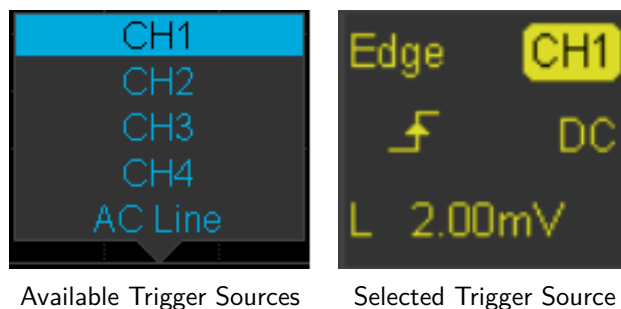 CH1
CH2
CH3
CH4
AC Line
Edge CH1
DC
L 2.00mV
Available Trigger Sources
Selected Trigger Source